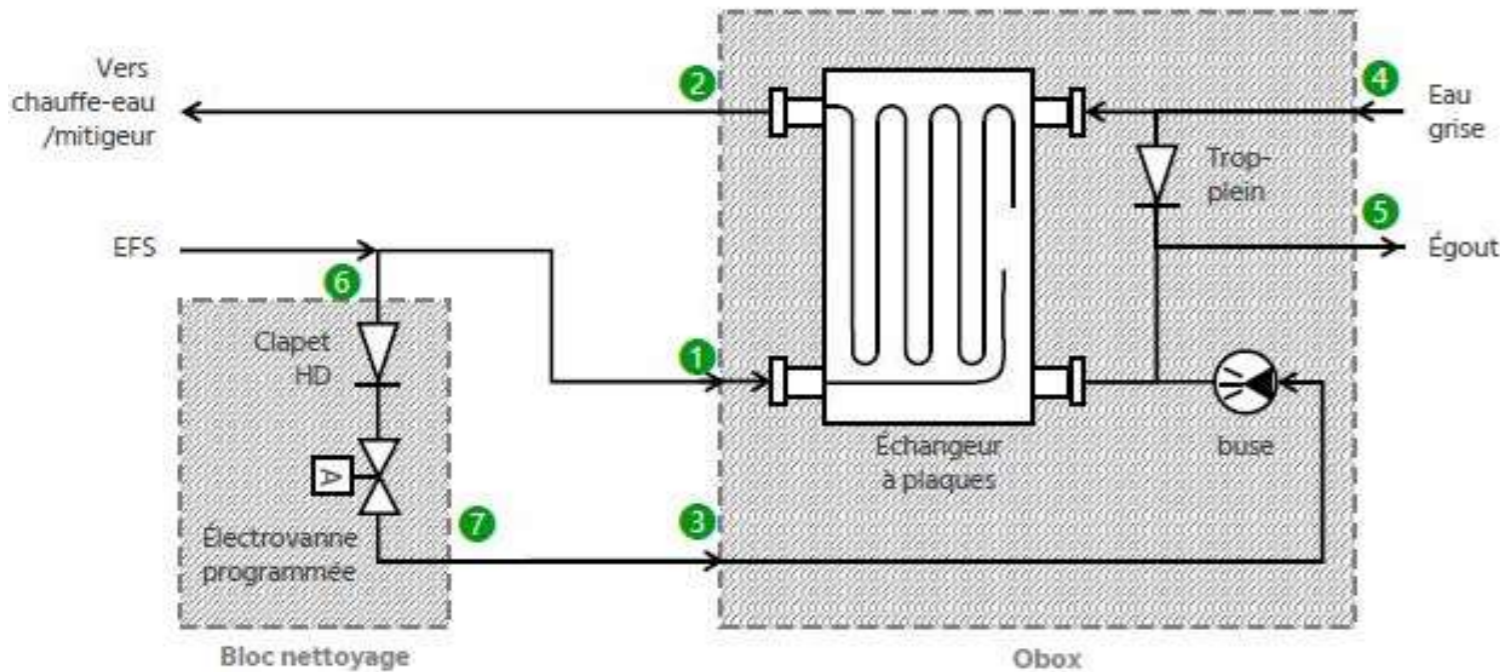 Vers
chauffe-eau
/mitigeur
2
4
Eau
grise
Trop-
plein
5
Égout
EFS
6
Clapet
HD
1
Échangeur
à plaques
buse
A
7
3
Électrovanne
programmée
Bloc nettoyage
Obox